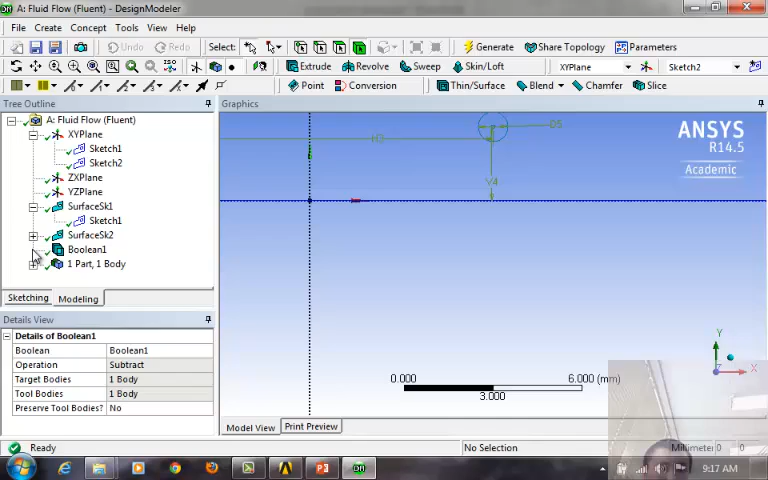 A: Fluid Flow (Fluent) - DesignModeler
File Create Concept Tools View Help
Undo Redo Select: Generate Share Topology Parameters
Extrude Revolve Sweep Skin/Loft XYPlane Sketch2
Point Conversion Thin/Surface Blend Chamfer Slice
Tree Outline
A: Fluid Flow (Fluent)
XYPlane
Sketch1
Sketch2
ZXPlane
YZPlane
SurfaceSk1
Sketch1
SurfaceSk2
Boolean1
1 Part, 1 Body
Sketching Modeling
Details View
Details of Boolean1
Boolean Boolean1
Operation Subtract
Target Bodies 1 Body
Tool Bodies 1 Body
Preserve Tool Bodies? No
Graphics
D5
H3
V4
ANSYS
R14.5
Academic
Y
X
0.000 6.000 (mm)
3.000
Model View Print Preview
Ready No Selection Millimeter 0 0
9:17 AM